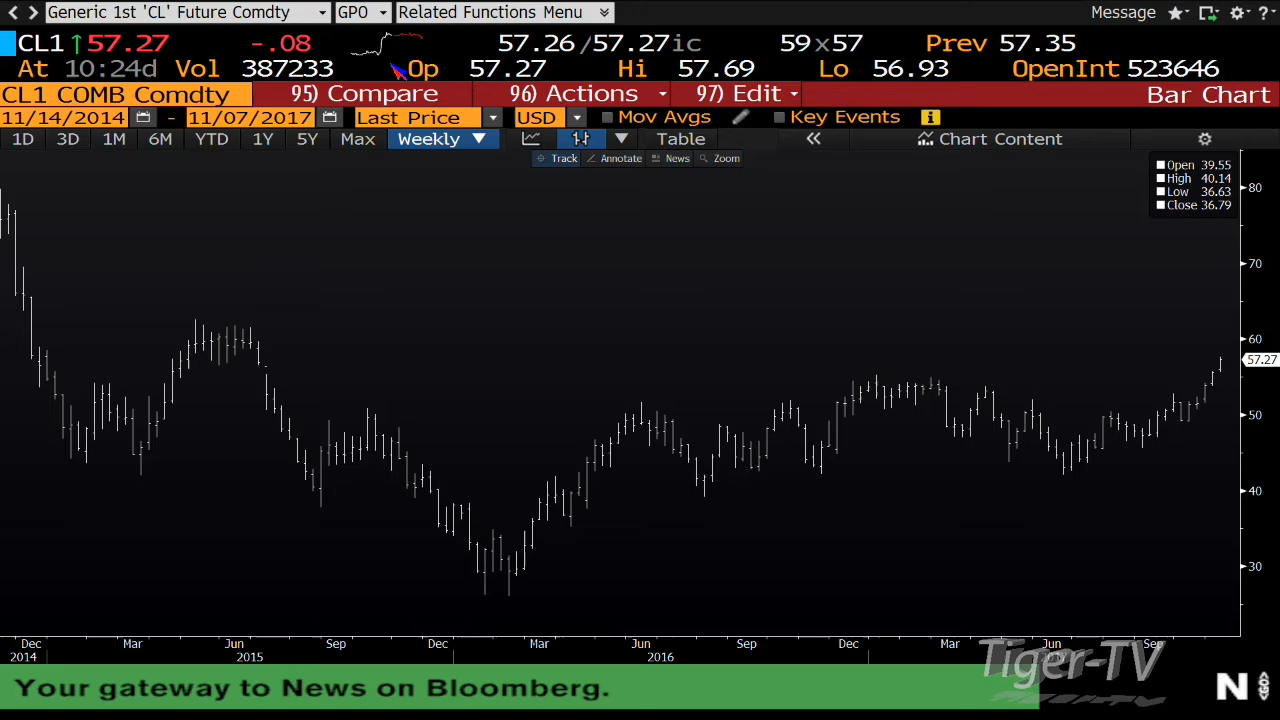 Generic 1st 'CL' Future Comdty GPO Related Functions Menu Message ?
CL1 57.27 -.08 57.26/57.27ic 59x57 Prev 57.35
At 10:24d Vol 387233 Op 57.27 Hi 57.69 Lo 56.93 OpenInt 523646
CL1 COMB Comdty 95) Compare 96) Actions 97) Edit Bar Chart
11/14/2014 - 11/07/2017 Last Price USD Mov Avgs Key Events
1D 3D 1M 6M YTD 1Y 5Y Max Weekly Table Chart Content
Track Annotate News Zoom
Open 39.55
High 40.14
Low 36.63
Close 36.79
80
70
60
57.27
50
40
30
Dec Mar Jun Sep Dec Mar Jun Sep Dec Mar Jun Sep
2014 2015 2016
Tiger-TV
Your gateway to News on Bloomberg.
N GO